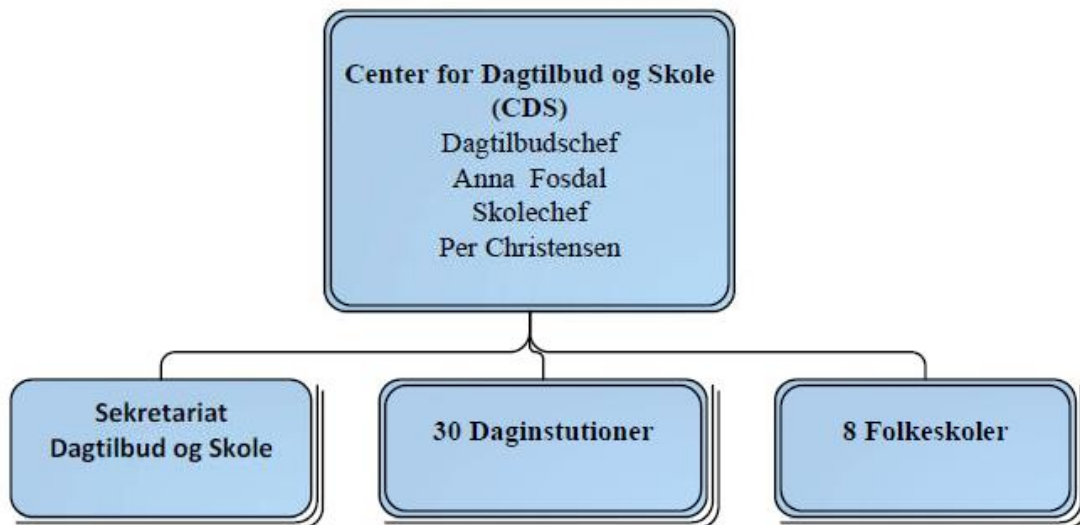 Center for Dagtilbud og Skole
(CDS)
Dagtilbudschef
Anna Fosdal
Skolechef
Per Christensen
Sekretariat
Dagtilbud og Skole
30 Daginstutioner
8 Folkeskoler